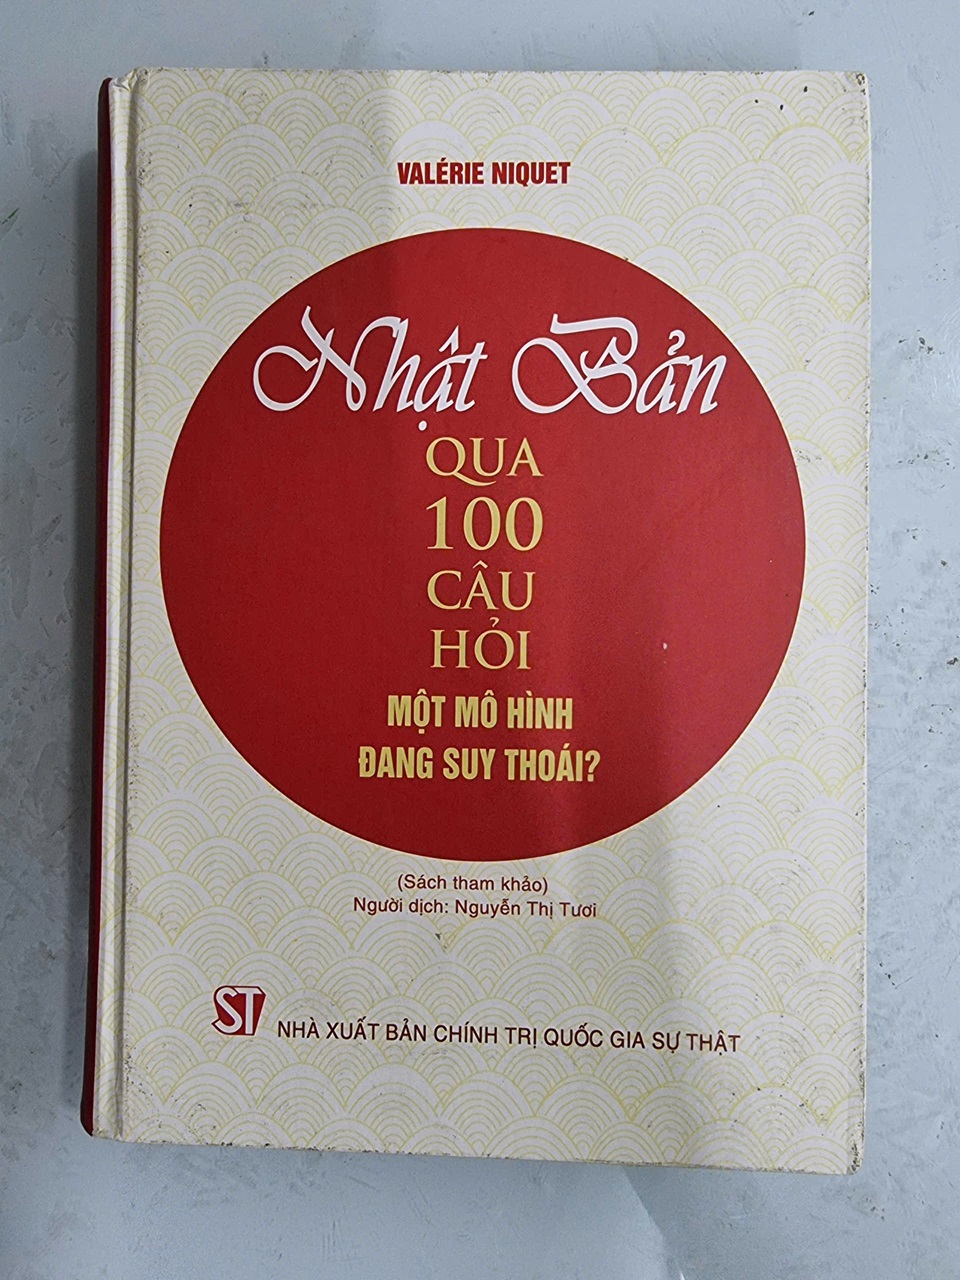 VALÉRIE NIQUET
Nhật Bản
QUA
100
CÂU
HỎI
MỘT MÔ HÌNH
ĐANG SUY THOÁI?
(Sách tham khảo)
Người dịch: Nguyễn Thị Tươi
ST
NHÀ XUẤT BẢN CHÍNH TRỊ QUỐC GIA SỰ THẬT